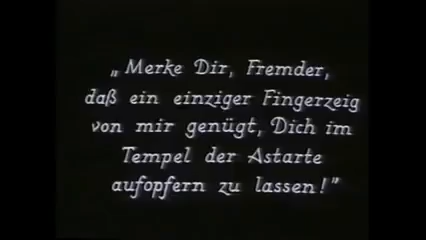 „Merke Dir, Fremder,
daß ein einziger Fingerzeig
von mir genügt, Dich im
Tempel der Astarte
aufopfern zu lassen!"